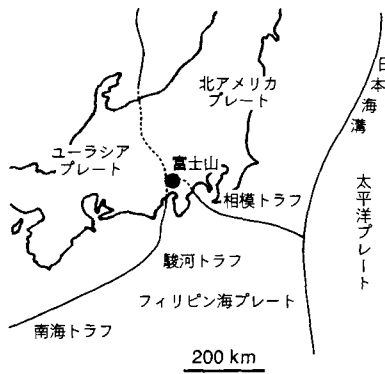 北アメリカ
プレート
日本海溝
ユーラシア
プレート
富士山
相模トラフ
太平洋プレート
駿河トラフ
フィリピン海プレート
南海トラフ
200 km